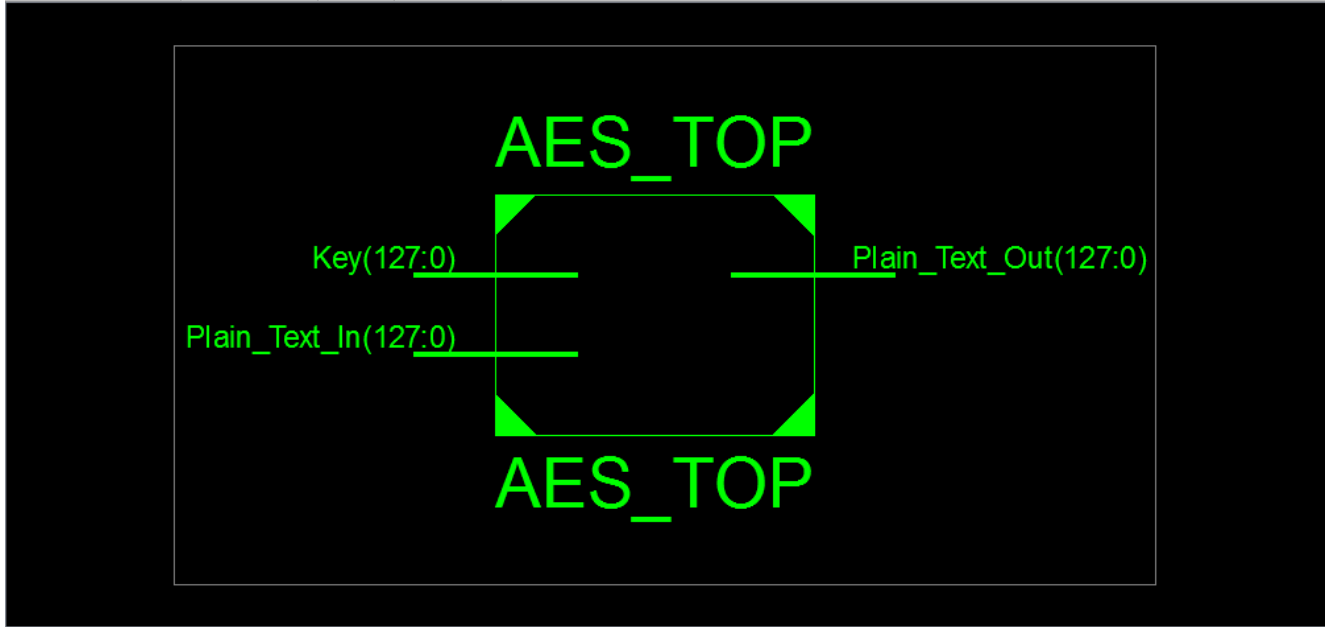 AES_TOP
Key(127:0)
Plain_Text_Out(127:0)
Plain_Text_In(127:0)
AES_TOP